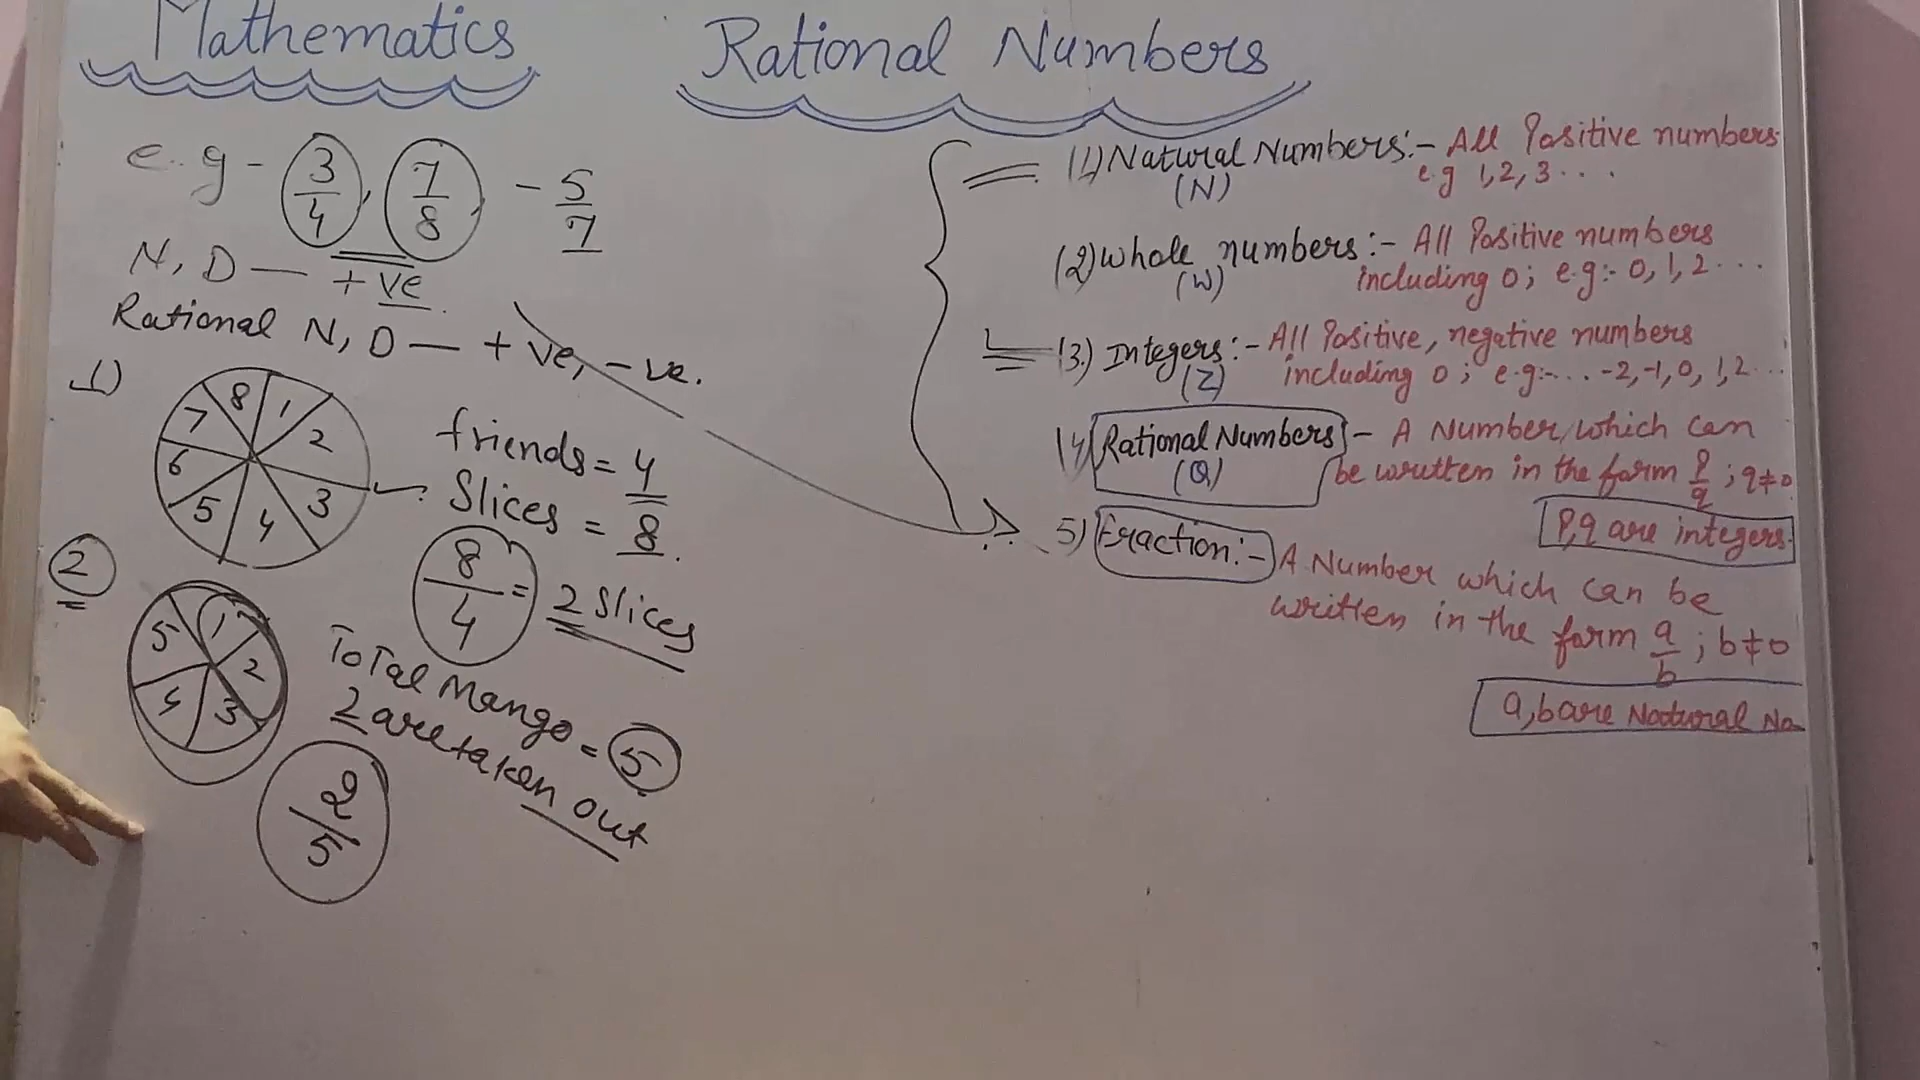 Mathematics
Rational Numbers
e.g - 3/4, 7/8 - 5/7
N, D — +ve
Rational N, D — +ve, -ve.
1)
8 1 2 3 4 5 6 7
friends = 4
Slices = 8.
8/4 = 2 Slices
2
5 1 2 3 4
Total Mango = 5
2 are taken out
2/5
(1) Natural Numbers:- All Positive numbers
(N) e.g 1,2,3....
(2) Whole numbers:- All Positive numbers
(W) including 0; e.g:- 0,1,2....
(3.) Integers:- All Positive, negative numbers
(Z) including 0; e.g:-...-2,-1,0,1,2....
(4) Rational Numbers - A Number, which can
(Q) be written in the form P/q; q≠0
P,q are integers.
5) Fraction:- A Number which can be
written in the form a/b; b≠0
a,b are Noatural No